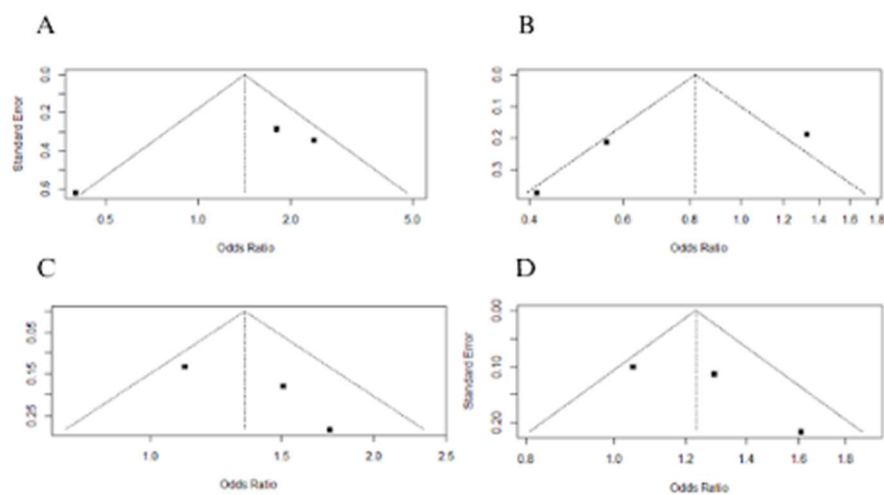 A
Standard Error
0.0
0.2
0.4
0.6
0.5 1.0 2.0 5.0
Odds Ratio
B
0.0
0.1
0.2
0.3
0.4 0.6 0.8 1.0 1.2 1.4 1.6 1.8
Odds Ratio
C
0.05
0.15
0.25
1.0 1.5 2.0 2.5
Odds Ratio
D
Standard Error
0.00
0.10
0.20
0.8 1.0 1.2 1.4 1.6 1.8
Odds Ratio